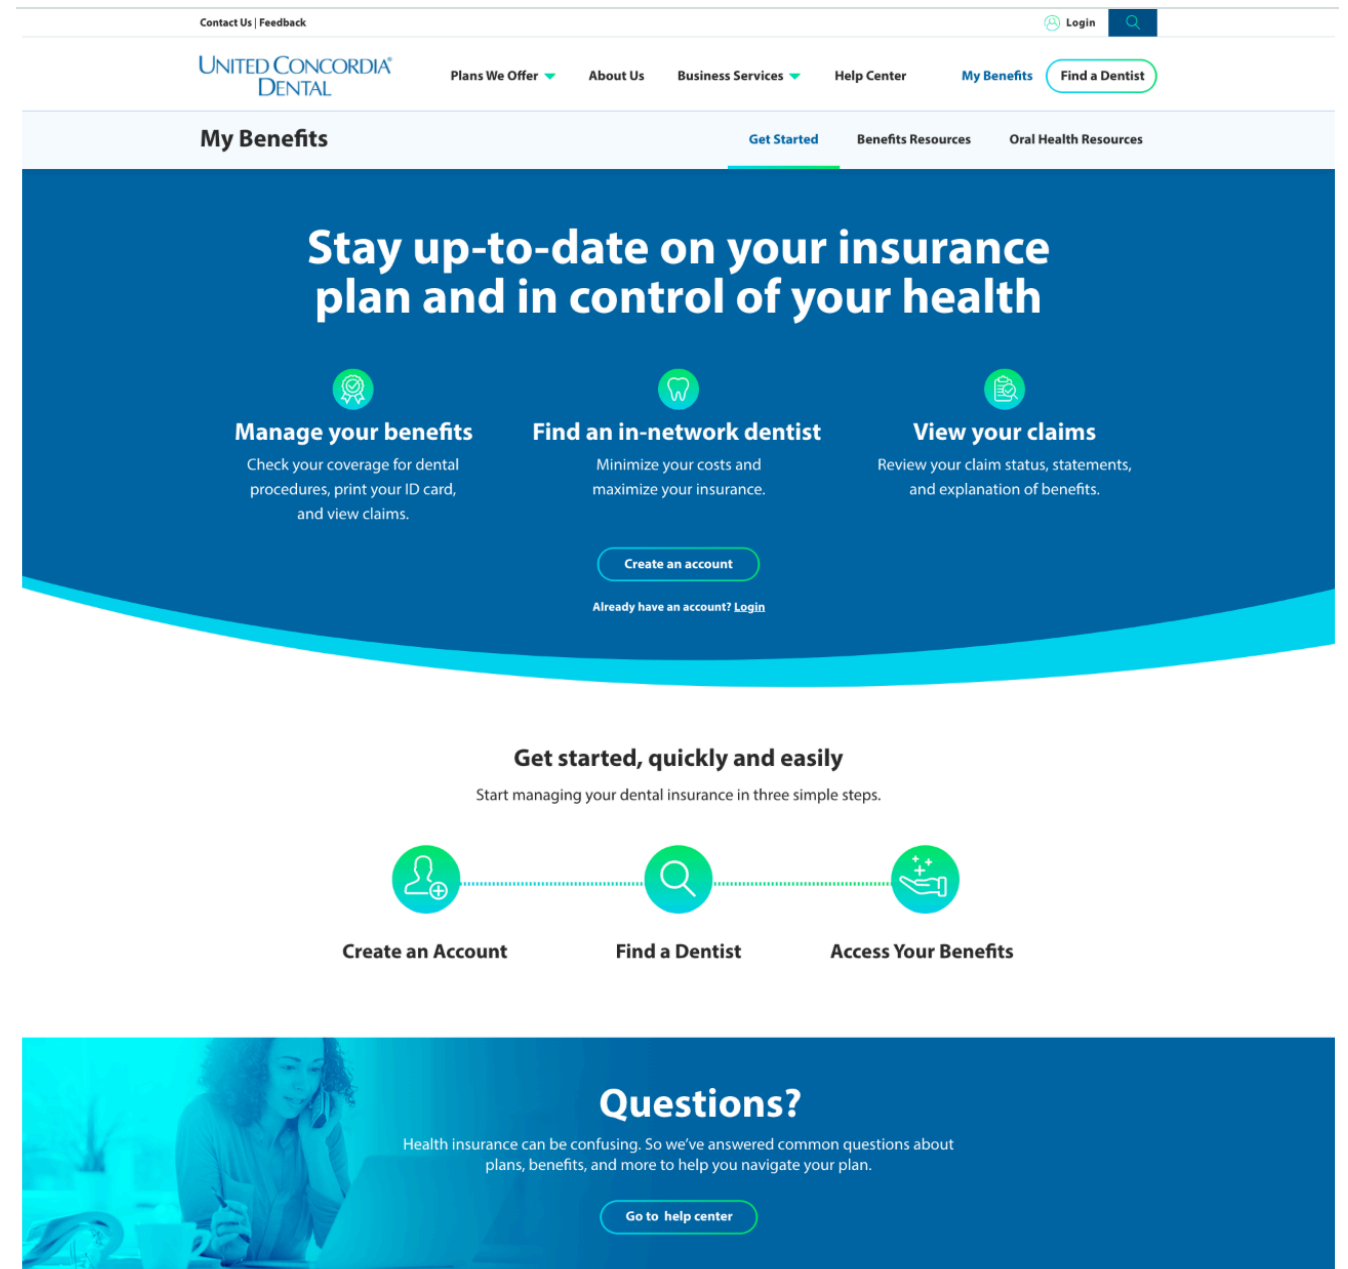 Contact Us | Feedback
Login
UNITED CONCORDIA®
DENTAL
Plans We Offer
About Us
Business Services
Help Center
My Benefits
Find a Dentist
My Benefits
Get Started
Benefits Resources
Oral Health Resources
Stay up-to-date on your insurance
plan and in control of your health
Manage your benefits
Check your coverage for dental
procedures, print your ID card,
and view claims.
Find an in-network dentist
Minimize your costs and
maximize your insurance.
View your claims
Review your claim status, statements,
and explanation of benefits.
Create an account
Already have an account? Login
Get started, quickly and easily
Start managing your dental insurance in three simple steps.
Create an Account
Find a Dentist
Access Your Benefits
Questions?
Health insurance can be confusing. So we’ve answered common questions about
plans, benefits, and more to help you navigate your plan.
Go to help center